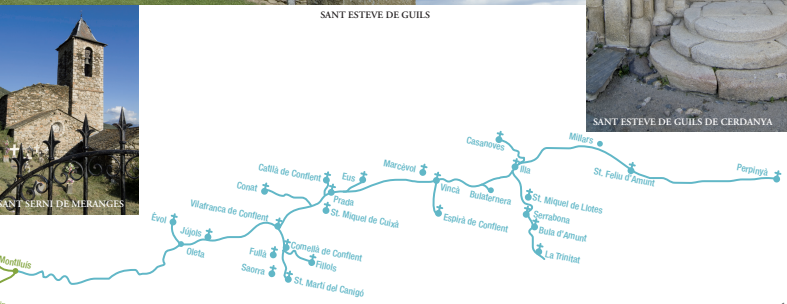 SANT ESTEVE DE GUILS
SANT ESTEVE DE GUILS DE CERDANYA
SANT SERNI DE MERANGES
Casanoves
Millars
Illa
St. Feliu d'Amunt
Perpinyà
Catllà de Conflent
Eus
Marcèvol
Conat
Prada
Vincà
Bulaternera
St. Miquel de Llotes
Vilafranca de Conflent
St. Miquel de Cuixà
Espirà de Conflent
Serrabona
Èvol
Jújols
Bula d'Amunt
Oleta
Fullà
Cornellà de Conflent
La Trinitat
Montlluís
Saorra
Fillols
St. Martí del Canigó